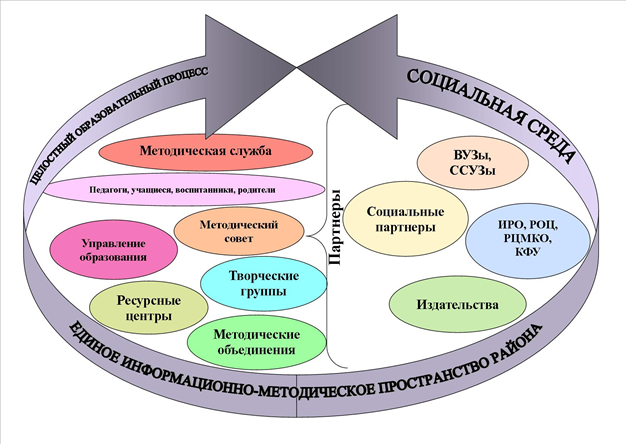 ЦЕЛОСТНЫЙ ОБРАЗОВАТЕЛЬНЫЙ ПРОЦЕСС
СОЦИАЛЬНАЯ СРЕДА
Методическая служба
Педагоги, учащиеся, воспитанники, родители
Методический
совет
Управление
образования
Творческие
группы
Ресурсные
центры
Методические
объединения
Партнеры
ВУЗы,
ССУЗы
Социальные
партнеры
ИРО, РОЦ,
РЦМКО,
КФУ
Издательства
ЕДИНОЕ ИНФОРМАЦИОННО-МЕТОДИЧЕСКОЕ ПРОСТРАНСТВО РАЙОНА